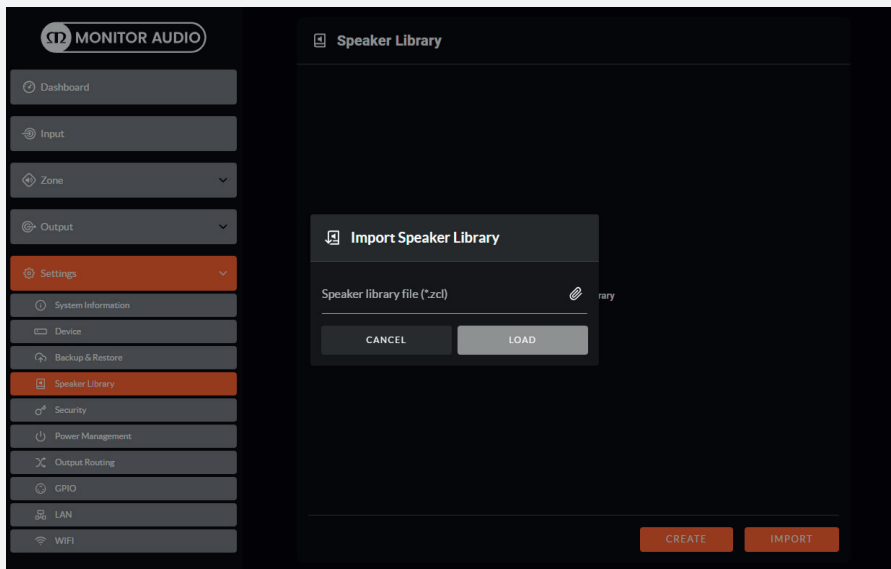 MONITOR AUDIO
Dashboard
Input
Zone
Output
Settings
System Information
Device
Backup & Restore
Speaker Library
Security
Power Management
Output Routing
GPIO
LAN
WIFI
Speaker Library
Import Speaker Library
Speaker library file (*.zcl)
rary
CANCEL LOAD
CREATE IMPORT